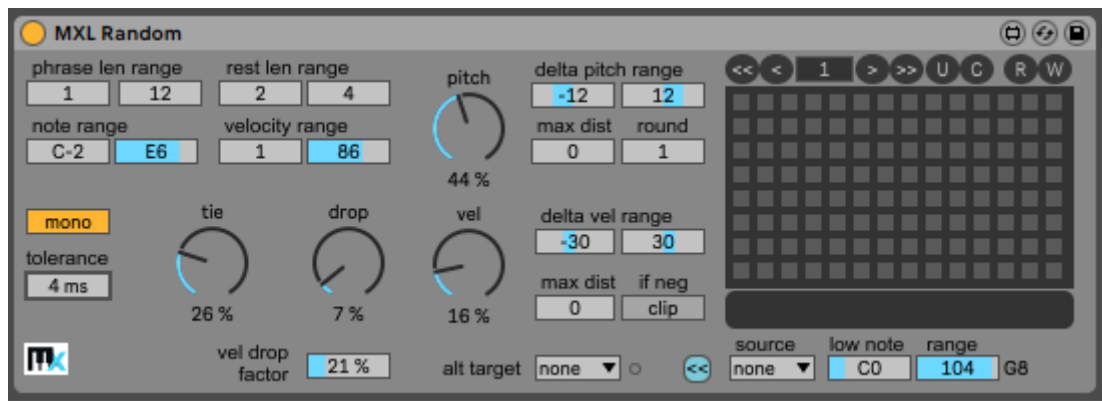 MXL Random
phrase len range rest len range
1 12 2 4
note range velocity range
C-2 E6 1 86
pitch
44 %
delta pitch range
-12 12
max dist round
0 1
<< < 1 > >> U C R W
mono
tolerance
4 ms
tie drop vel
26 % 7 % 16 %
delta vel range
-30 30
max dist if neg
0 clip
mx
vel drop
factor 21 %
alt target none <<
source low note range
none C0 104 G8